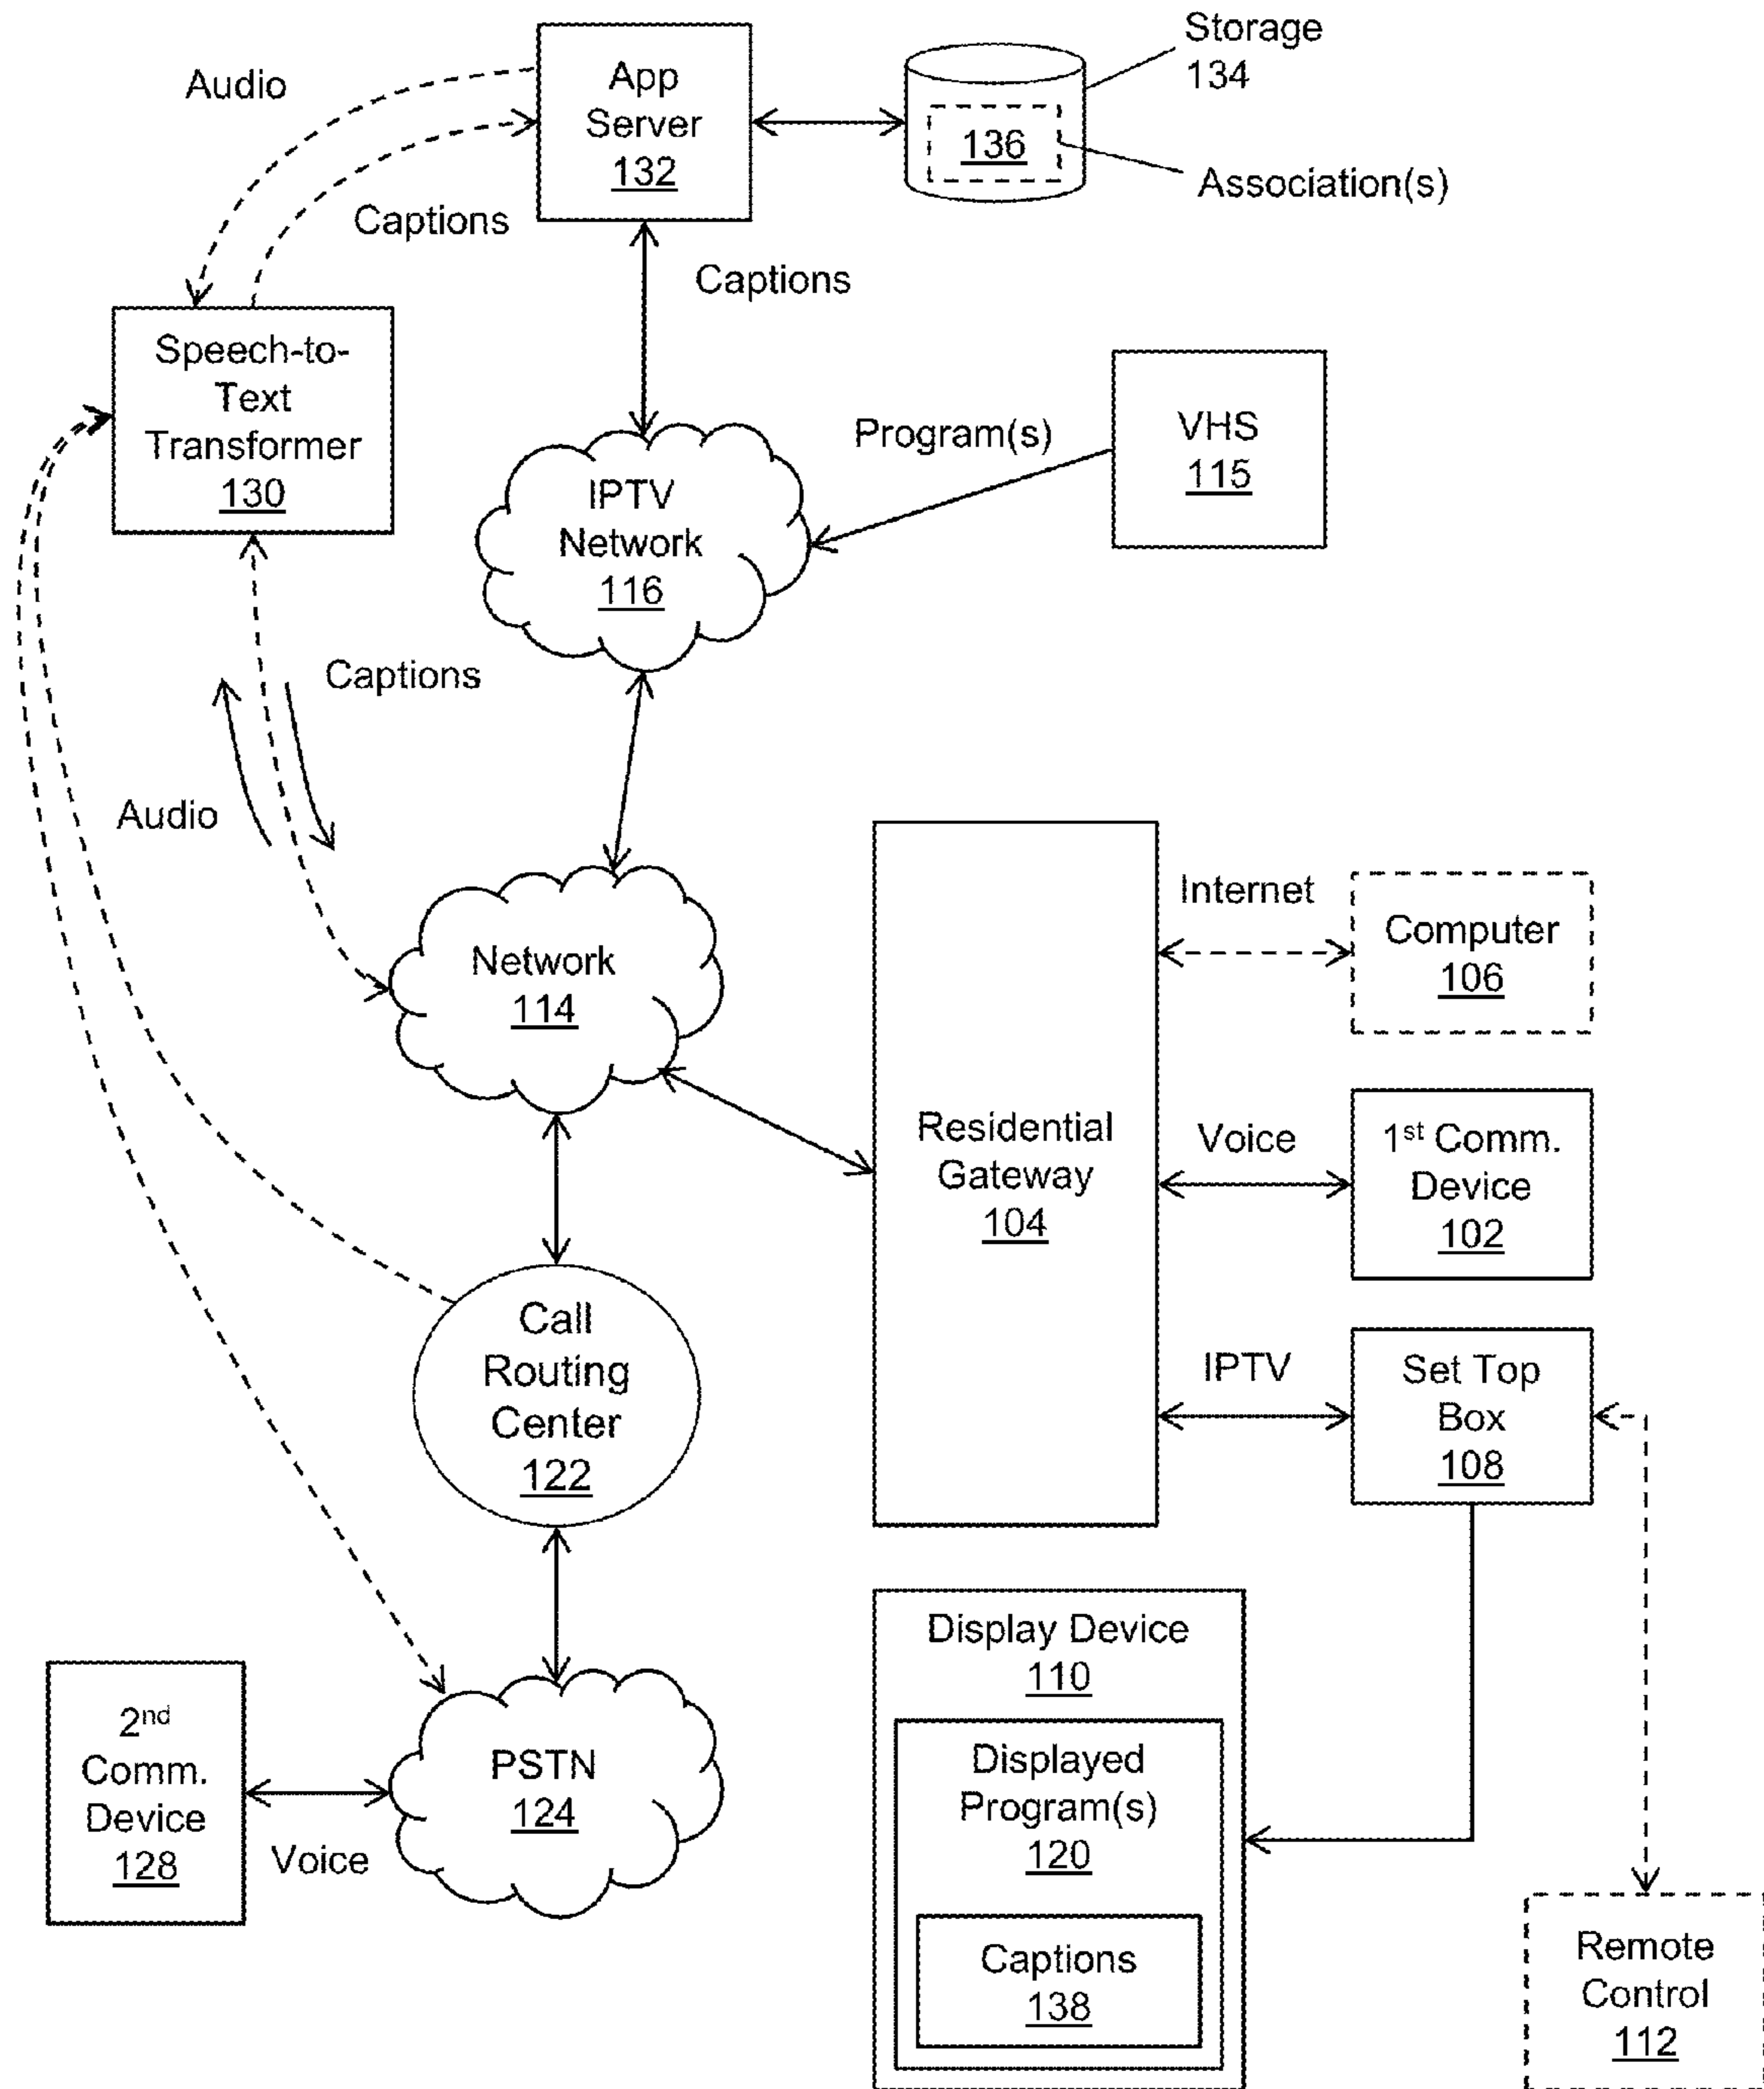 Storage
134
Audio
App
Server
132
136
Association(s)
Captions
Captions
Speech-to-
Text
Transformer
130
VHS
115
Program(s)
IPTV
Network
116
Captions
Audio
Network
114
Internet
Computer
106
Residential
Gateway
104
Voice
1st Comm.
Device
102
Call
Routing
Center
122
IPTV
Set Top
Box
108
Display Device
110
2nd
Comm.
Device
128
Voice
PSTN
124
Displayed
Program(s)
120
Captions
138
Remote
Control
112